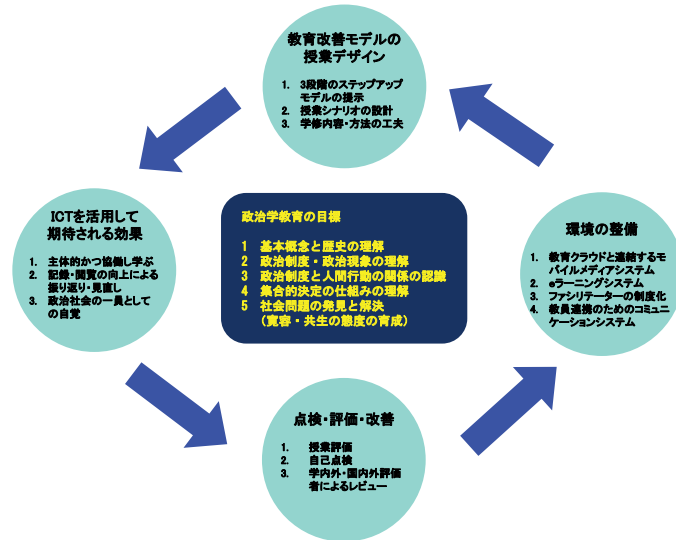 教育改善モデルの
授業デザイン
1. 3段階のステップアップ
モデルの提示
2. 授業シナリオの設計
3. 学修内容・方法の工夫
ICTを活用して
期待される効果
1. 主体的かつ協働し学ぶ
2. 記録・閲覧の向上による
振り返り・見直し
3. 政治社会の一員として
の自覚
政治学教育の目標
1 基本概念と歴史の理解
2 政治制度・政治現象の理解
3 政治制度と人間行動の関係の認識
4 集合的決定の仕組みの理解
5 社会問題の発見と解決
(寛容・共生の態度の育成)
環境の整備
1. 教育クラウドと連結するモ
バイルメディアシステム
2. eラーニングシステム
3. ファシリテーターの制度化
4. 教員連携のためのコミュニ
ケーションシステム
点検・評価・改善
1. 授業評価
2. 自己点検
3. 学内外・国内外評価
者によるレビュー